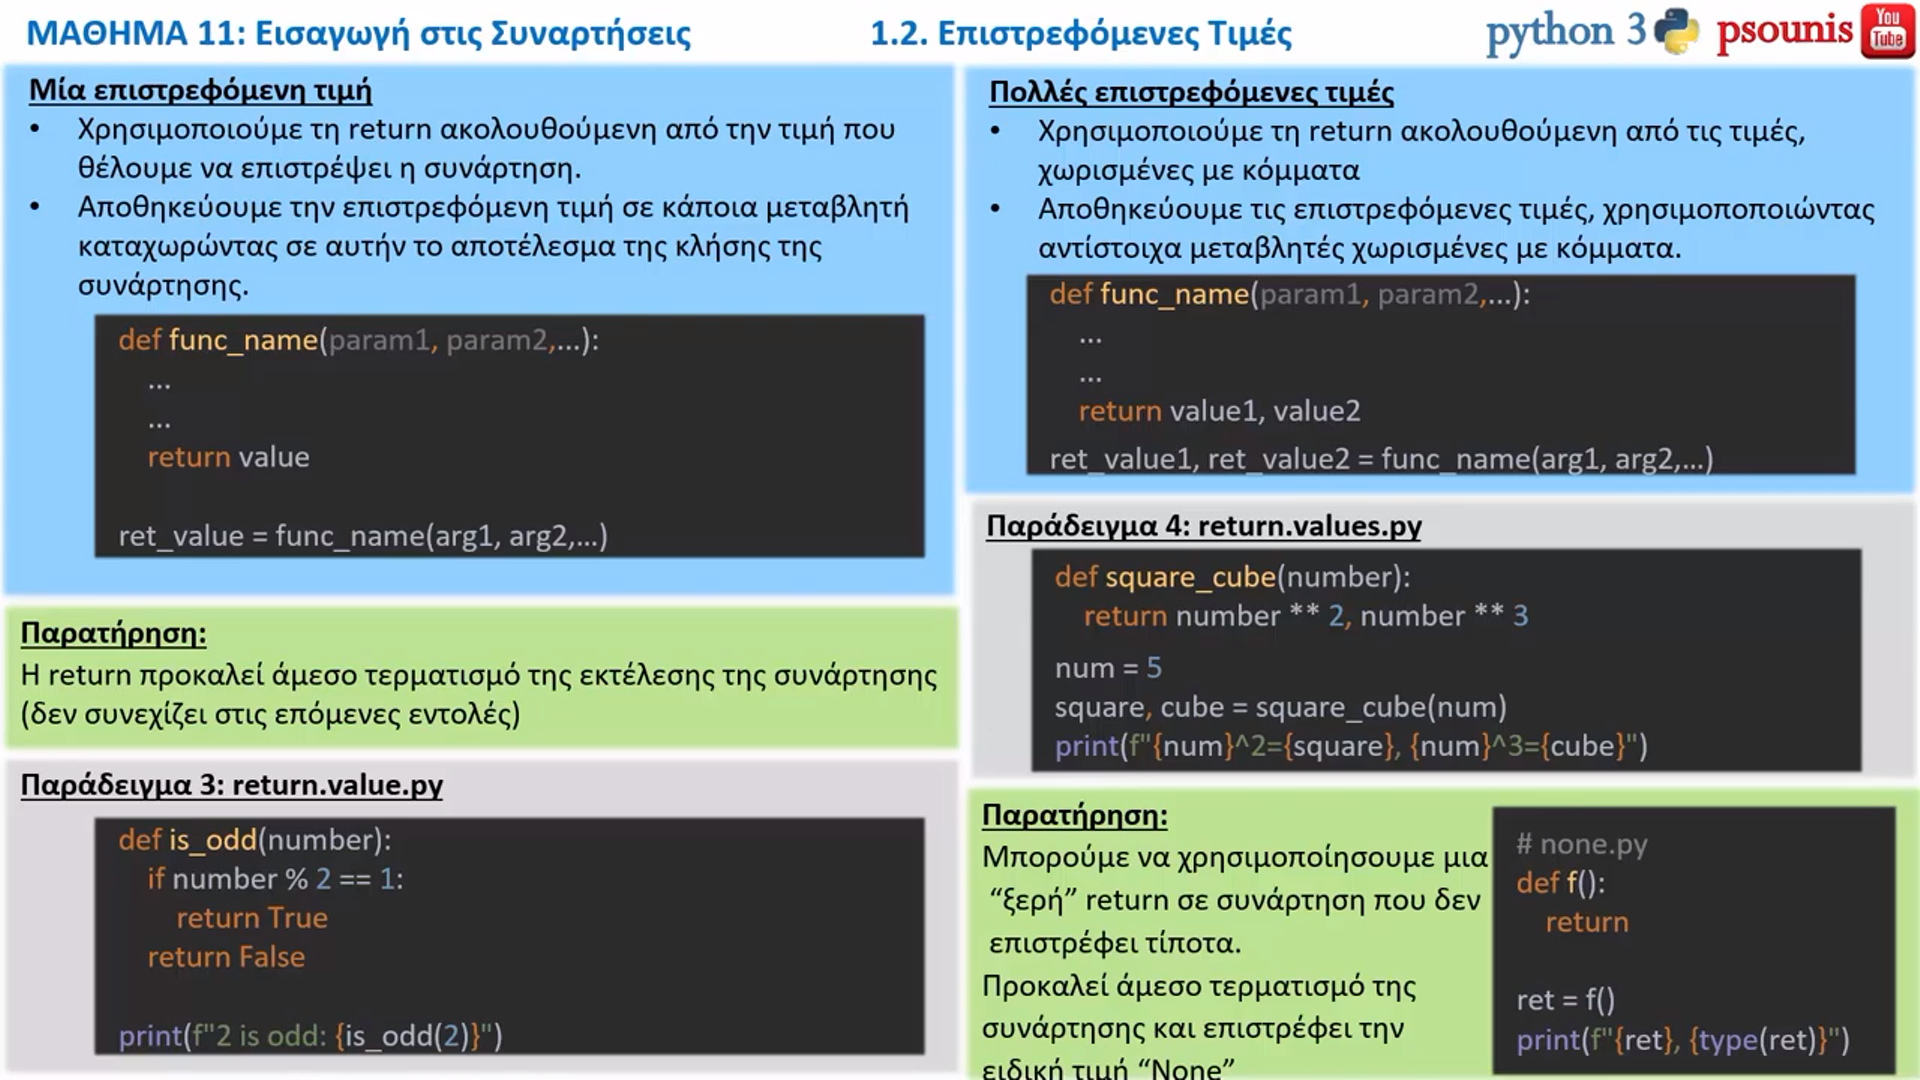 ΜΑΘΗΜΑ 11: Εισαγωγή στις Συναρτήσεις
1.2. Επιστρεφόμενες Τιμές
python 3
psounis
You
Tube
Μία επιστρεφόμενη τιμή
• Χρησιμοποιούμε τη return ακολουθούμενη από την τιμή που
θέλουμε να επιστρέψει η συνάρτηση.
• Αποθηκεύουμε την επιστρεφόμενη τιμή σε κάποια μεταβλητή
καταχωρώντας σε αυτήν το αποτέλεσμα της κλήσης της
συνάρτησης.
def func_name(param1, param2,...):
...
...
return value
ret_value = func_name(arg1, arg2,...)
Παρατήρηση:
Η return προκαλεί άμεσο τερματισμό της εκτέλεσης της συνάρτησης
(δεν συνεχίζει στις επόμενες εντολές)
Παράδειγμα 3: return.value.py
def is_odd(number):
if number % 2 == 1:
return True
return False
print(f"2 is odd: {is_odd(2)}")
Πολλές επιστρεφόμενες τιμές
• Χρησιμοποιούμε τη return ακολουθούμενη από τις τιμές,
χωρισμένες με κόμματα
• Αποθηκεύουμε τις επιστρεφόμενες τιμές, χρησιμοποποιώντας
αντίστοιχα μεταβλητές χωρισμένες με κόμματα.
def func_name(param1, param2,...):
...
...
return value1, value2
ret_value1, ret_value2 = func_name(arg1, arg2,...)
Παράδειγμα 4: return.values.py
def square_cube(number):
return number ** 2, number ** 3
num = 5
square, cube = square_cube(num)
print(f"{num}^2={square}, {num}^3={cube}")
Παρατήρηση:
Μπορούμε να χρησιμοποίησουμε μια
“ξερή” return σε συνάρτηση που δεν
επιστρέφει τίποτα.
Προκαλεί άμεσο τερματισμό της
συνάρτησης και επιστρέφει την
ειδική τιμή “None”
# none.py
def f():
return
ret = f()
print(f"{ret}, {type(ret)}")